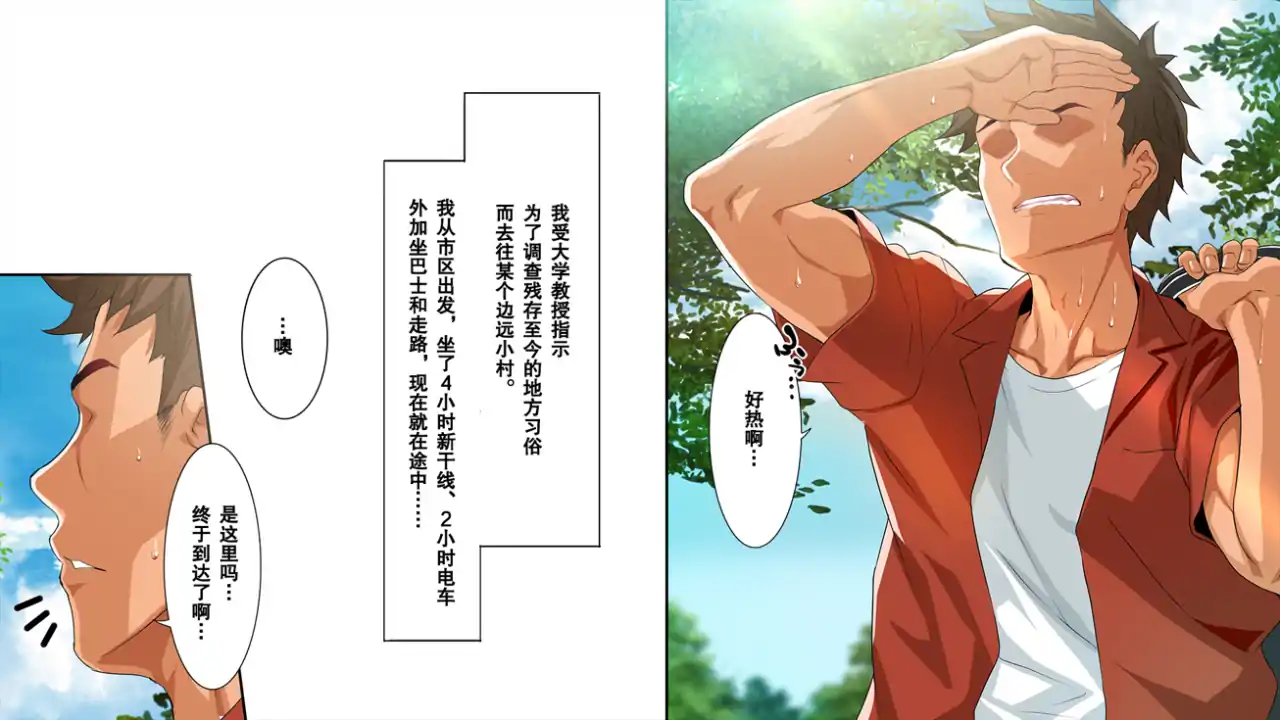 好热啊…
我受大学教授指示
为了调查残存至今的地方习俗
而去往某个边远小村。
我从市区出发，坐了4小时新干线、2小时电车
外加坐巴士和走路，现在就在途中……
…噢
是这里吗…
终于到达了啊…